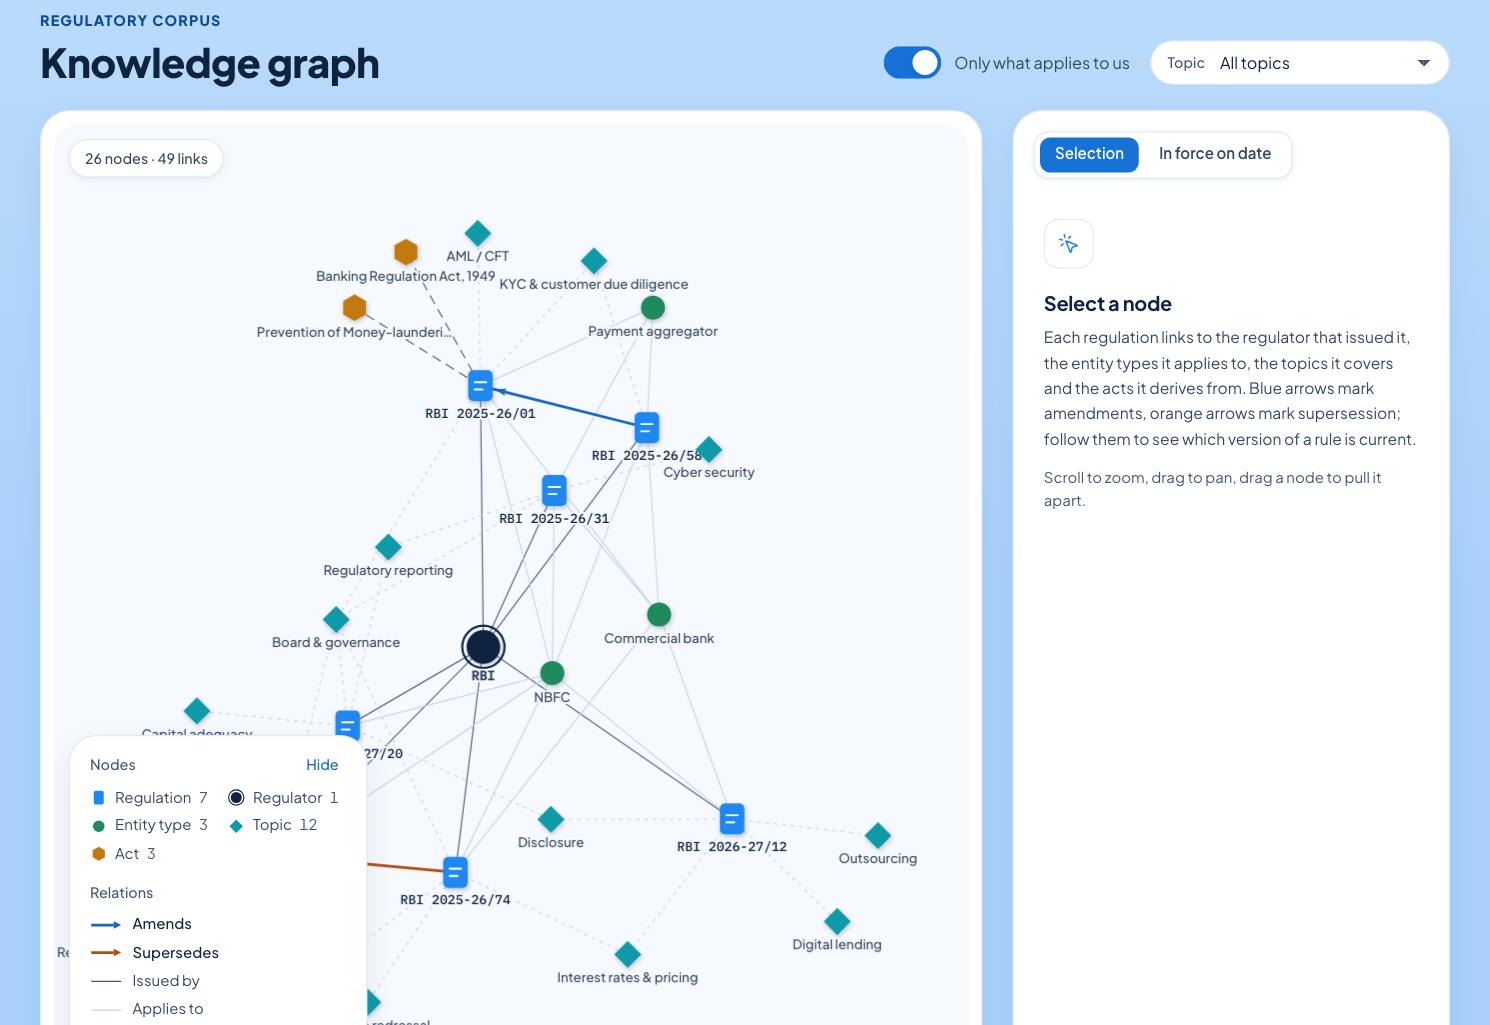 REGULATORY CORPUS
Knowledge graph
Only what applies to us
Topic All topics
26 nodes · 49 links
Selection
In force on date
AML / CFT
Banking Regulation Act, 1949
KYC & customer due diligence
Prevention of Money-launderi...
Payment aggregator
RBI 2025-26/01
RBI 2025-26/58
Cyber security
RBI 2025-26/31
Regulatory reporting
Board & governance
Commercial bank
RBI
NBFC
Capital adequacy
27/20
Disclosure
RBI 2026-27/12
Outsourcing
RBI 2025-26/74
Digital lending
Interest rates & pricing
redressal
Select a node
Each regulation links to the regulator that issued it,
the entity types it applies to, the topics it covers
and the acts it derives from. Blue arrows mark
amendments, orange arrows mark supersession;
follow them to see which version of a rule is current.
Scroll to zoom, drag to pan, drag a node to pull it
apart.
Nodes Hide
Regulation 7 Regulator 1
Entity type 3 Topic 12
Act 3
Relations
Amends
Supersedes
Issued by
Applies to